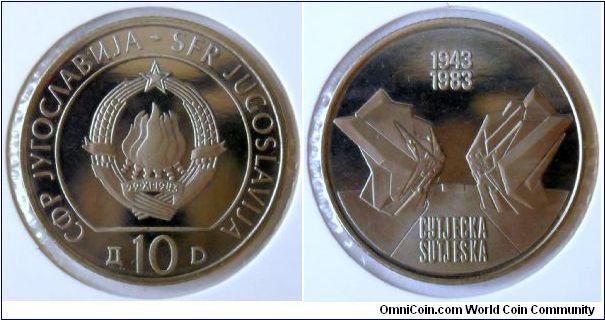 СФР ЈУГОСЛАВИЈА - SFR JUGOSLAVIJA
29·XI·1943
Д 10 D
1943
1983
СУТЈЕСКА
SUTJESKA
OmniCoin.com World Coin Community